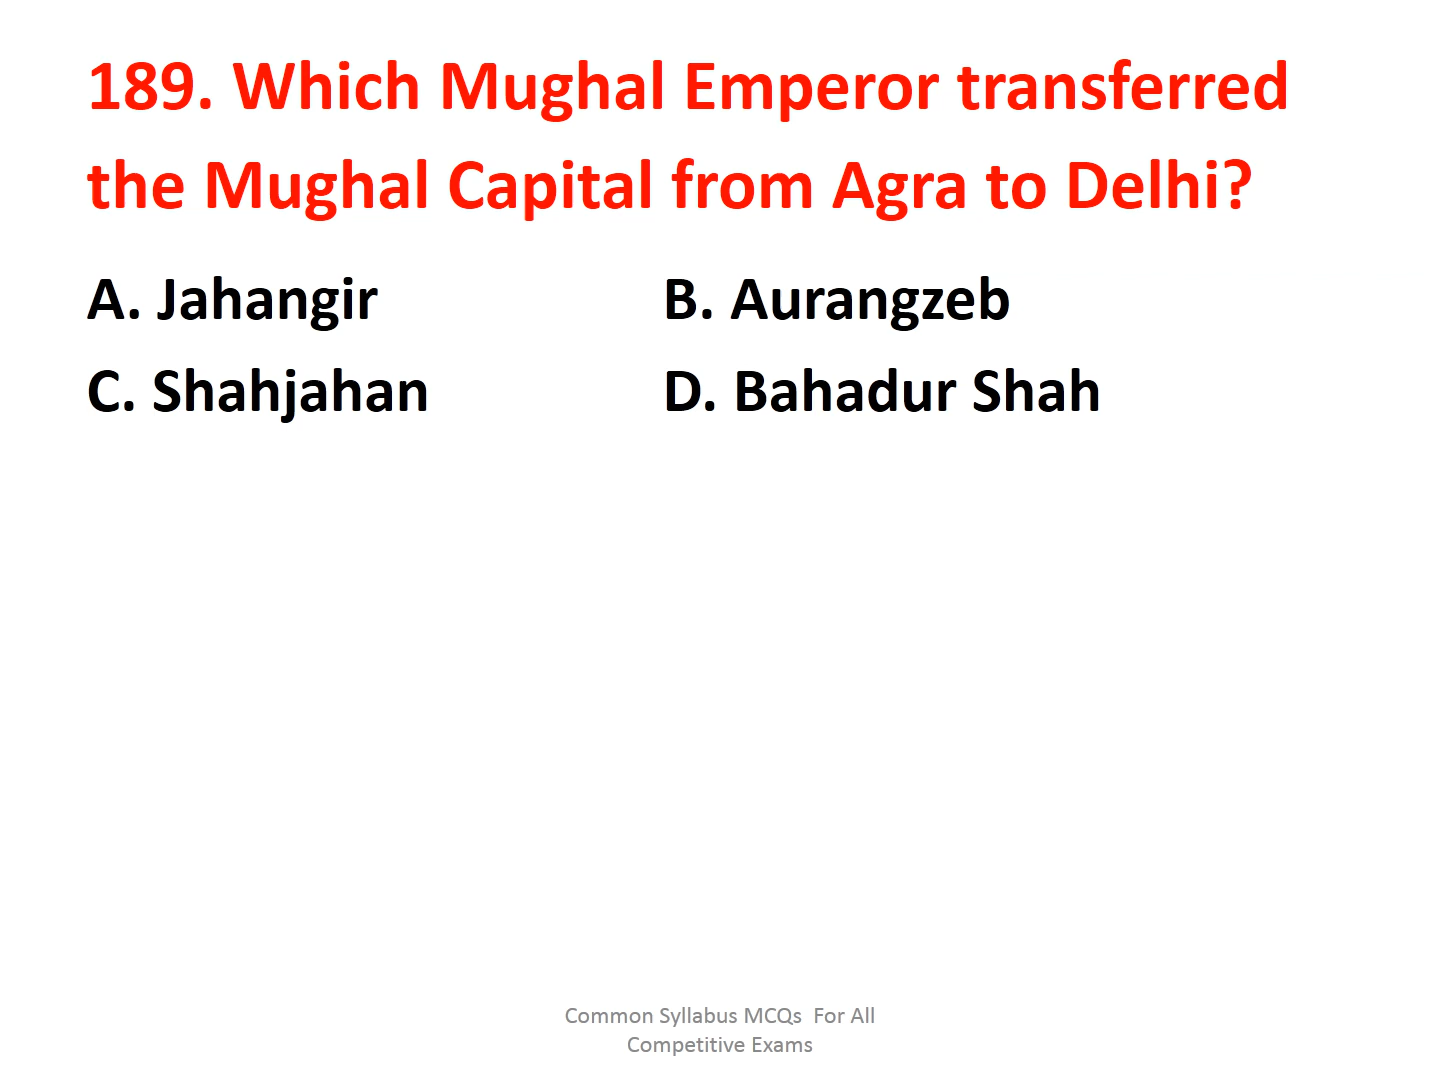 189. Which Mughal Emperor transferred
the Mughal Capital from Agra to Delhi?
A. Jahangir B. Aurangzeb
C. Shahjahan D. Bahadur Shah
Common Syllabus MCQs For All
Competitive Exams